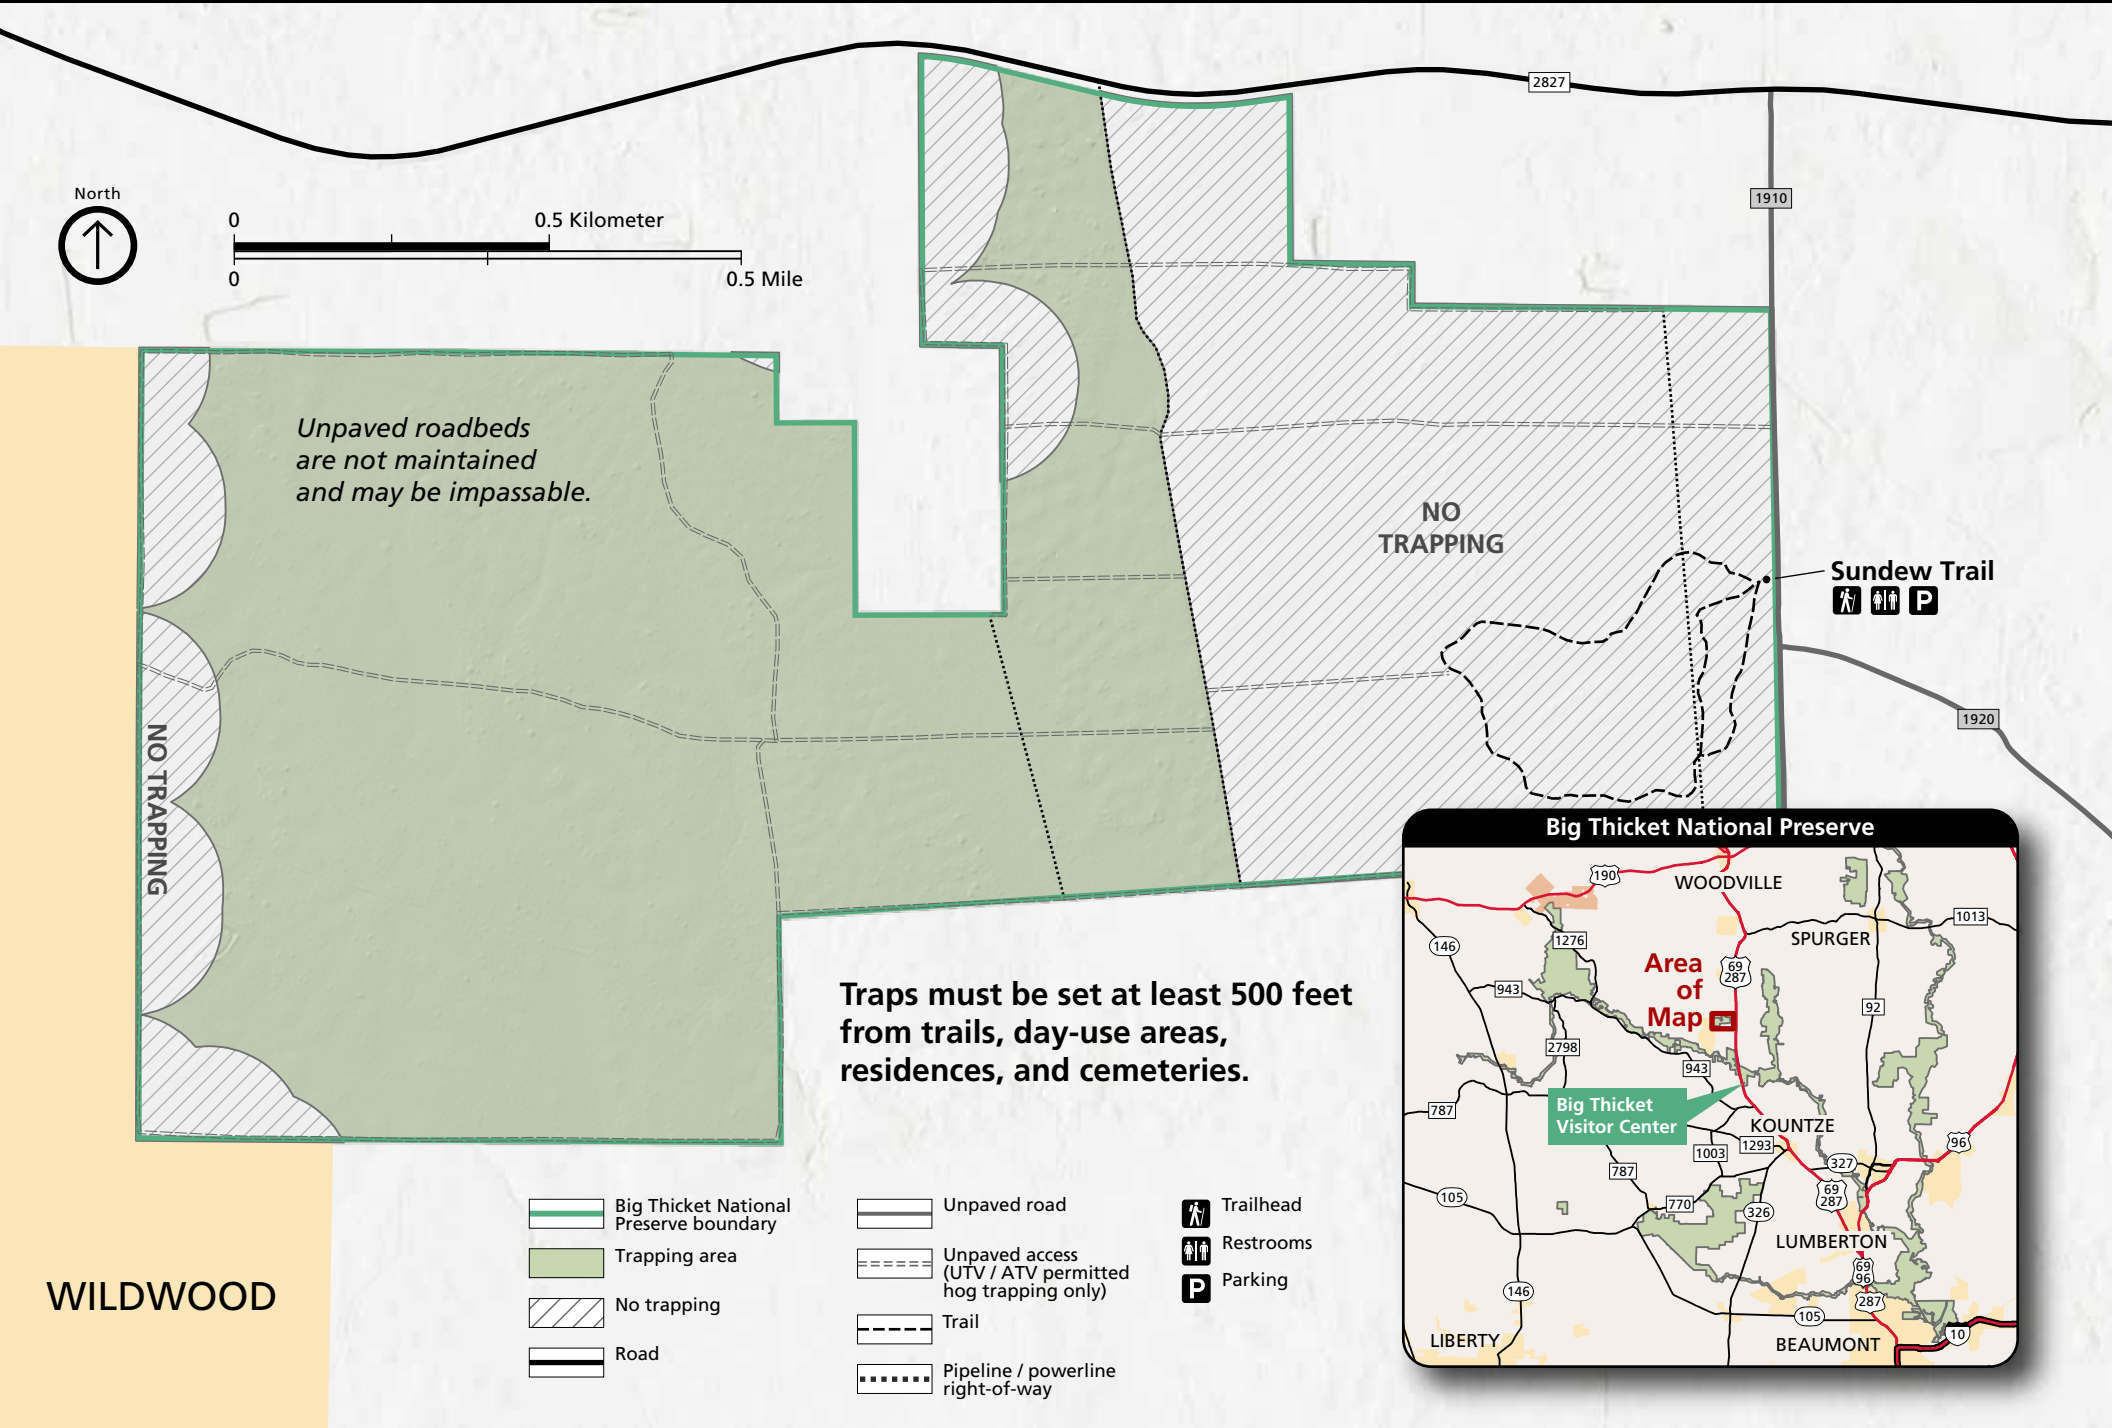 2827
North
0
0.5 Kilometer
0
0.5 Mile
1910
Unpaved roadbeds
are not maintained
and may be impassable.
NO
TRAPPING
Sundew Trail
P
1920
NO TRAPPING
Traps must be set at least 500 feet
from trails, day-use areas,
residences, and cemeteries.
WILDWOOD
Big Thicket National
Preserve boundary
Trapping area
No trapping
Road
Unpaved road
Unpaved access
(UTV / ATV permitted
hog trapping only)
Trail
Pipeline / powerline
right-of-way
Trailhead
Restrooms
P
Parking
Big Thicket National Preserve
190
WOODVILLE
1013
SPURGER
146
1276
Area
of
Map
69
287
943
92
2798
943
787
Big Thicket
Visitor Center
KOUNTZE
1293
1003
96
327
787
69
287
105
770
326
LUMBERTON
69
96
146
287
105
LIBERTY
BEAUMONT
10